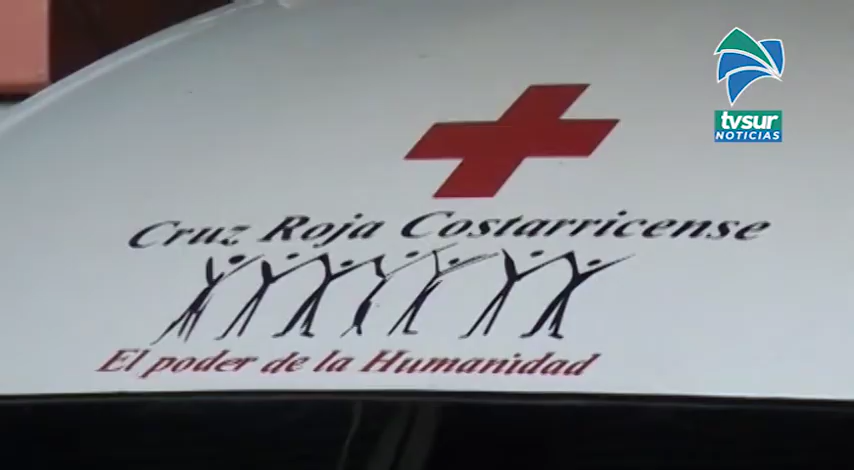 tvsur
NOTICIAS
Cruz Roja Costarricense
El poder de la Humanidad